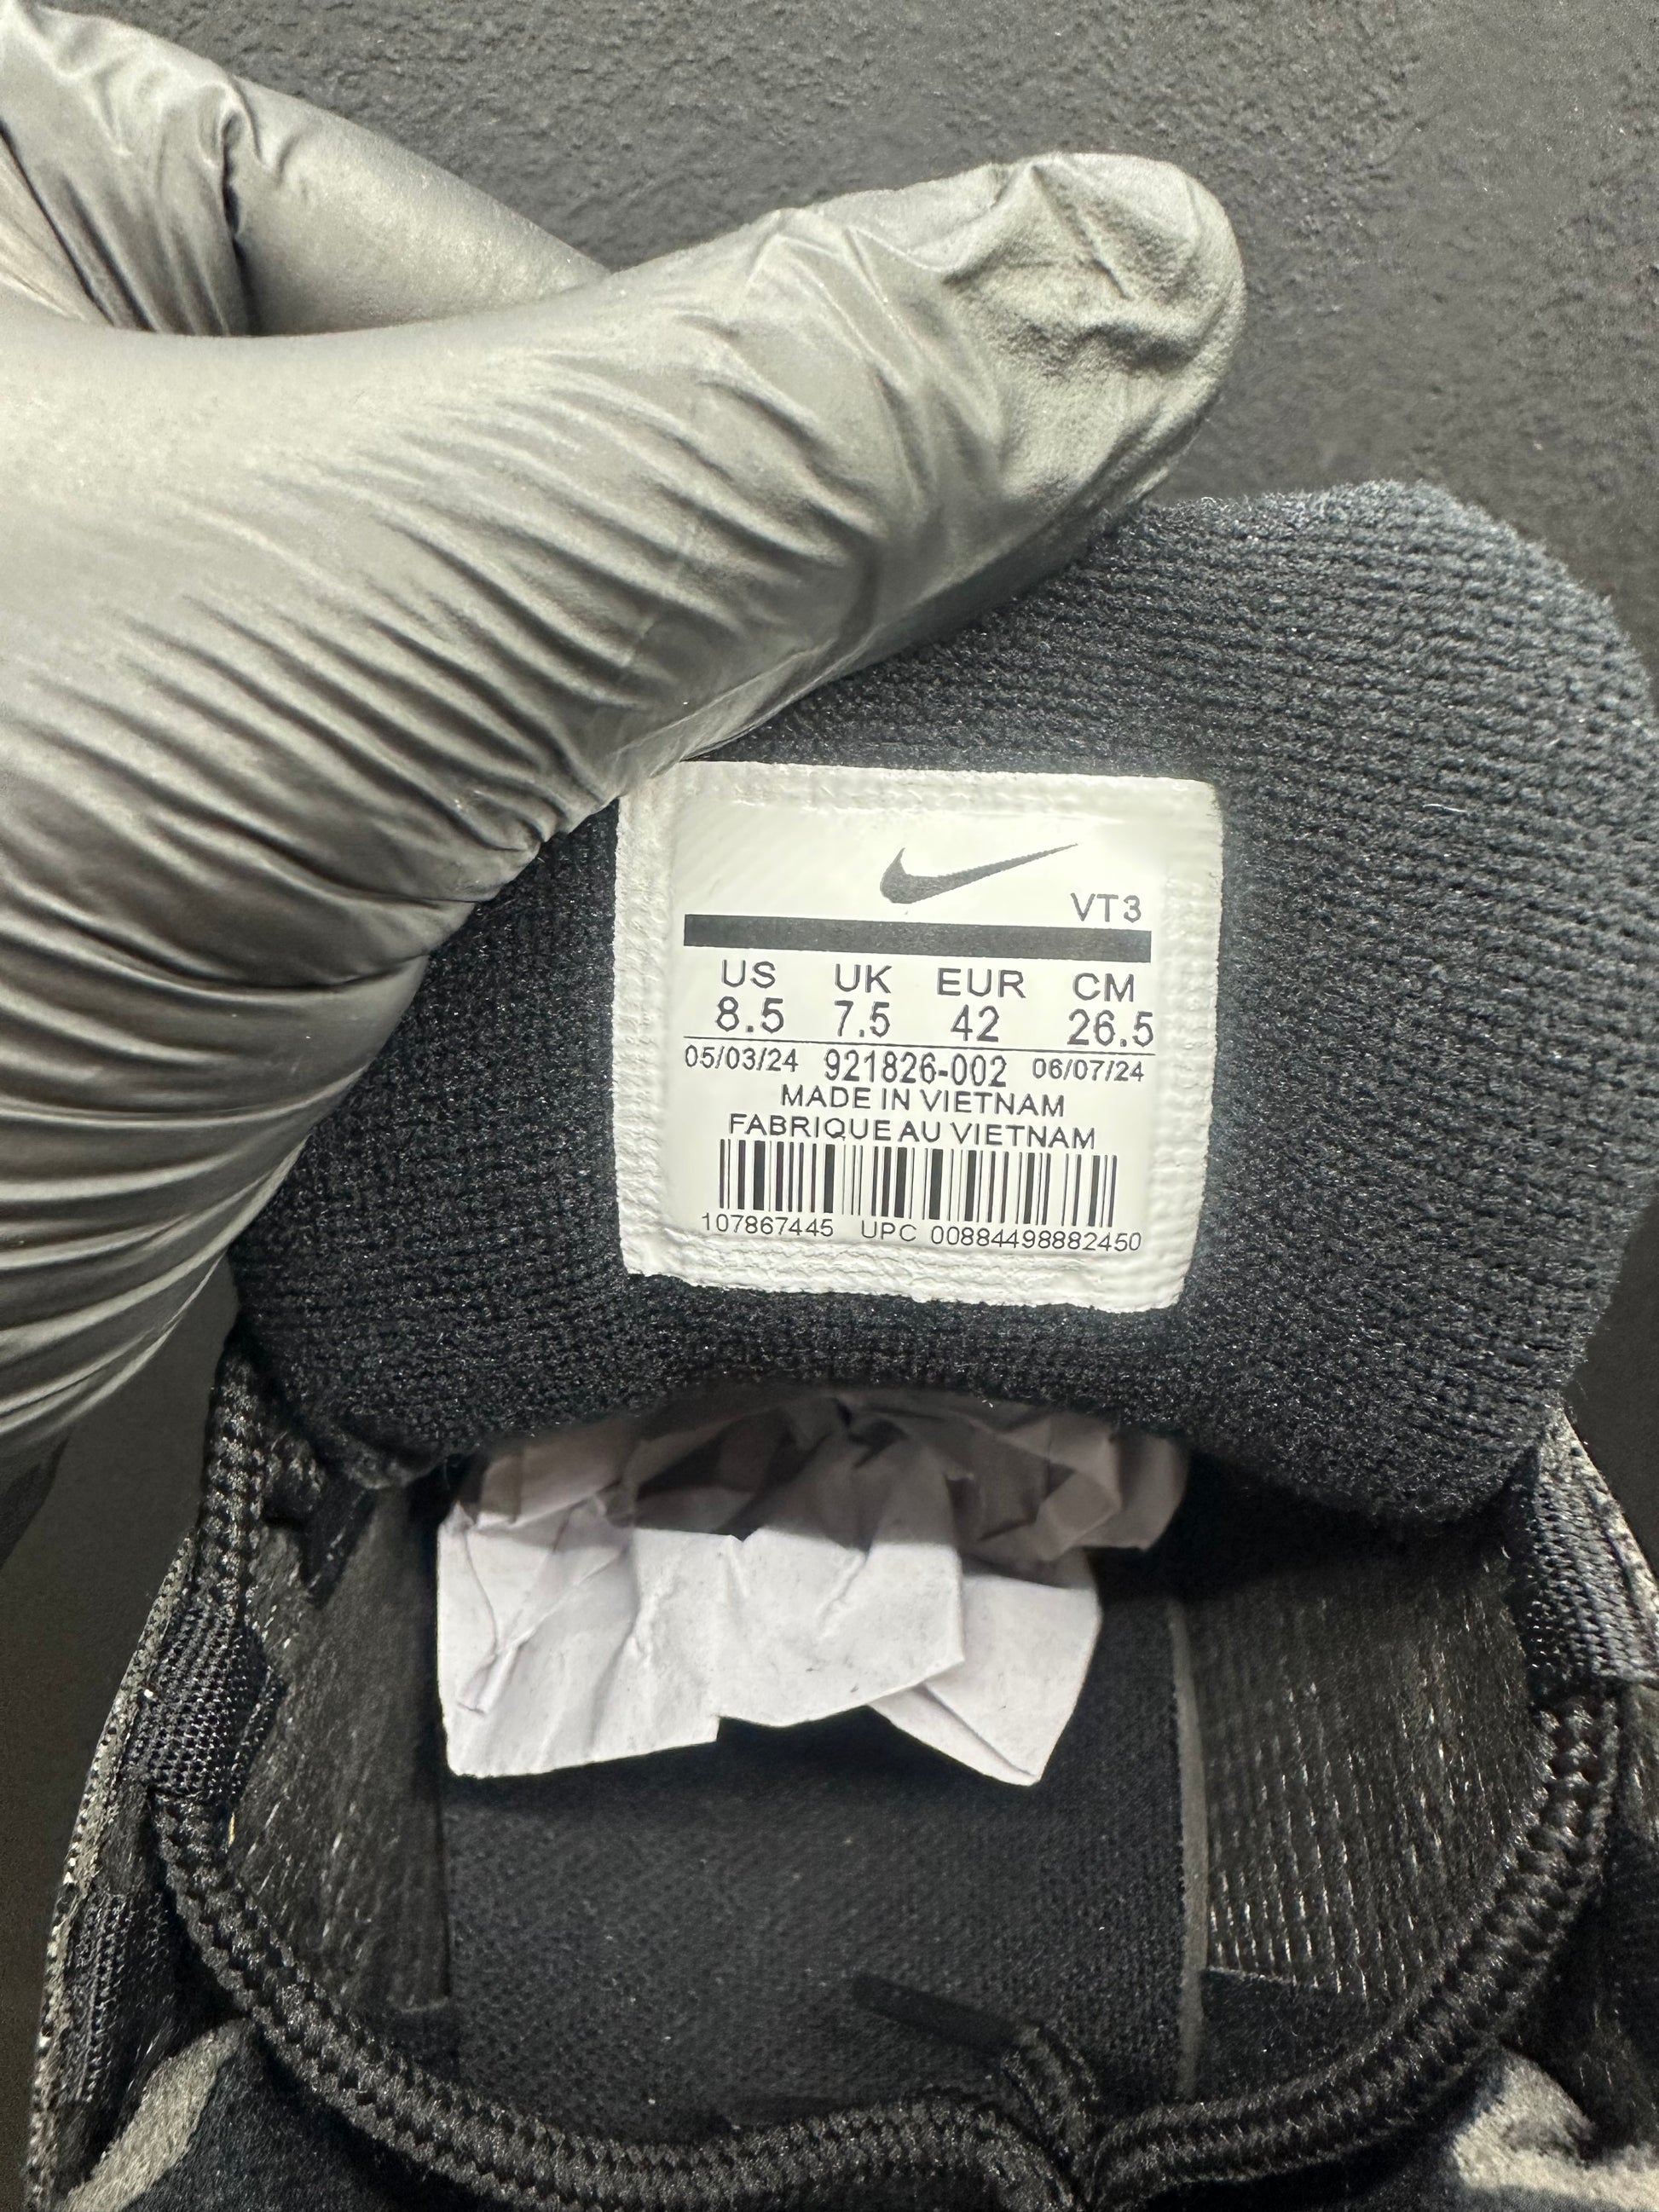 VT3
US UK EUR CM
8.5 7.5 42 26.5
05/03/24 921826-002 06/07/24
MADE IN VIETNAM
FABRIQUE AU VIETNAM
107867445 UPC 00884498882450